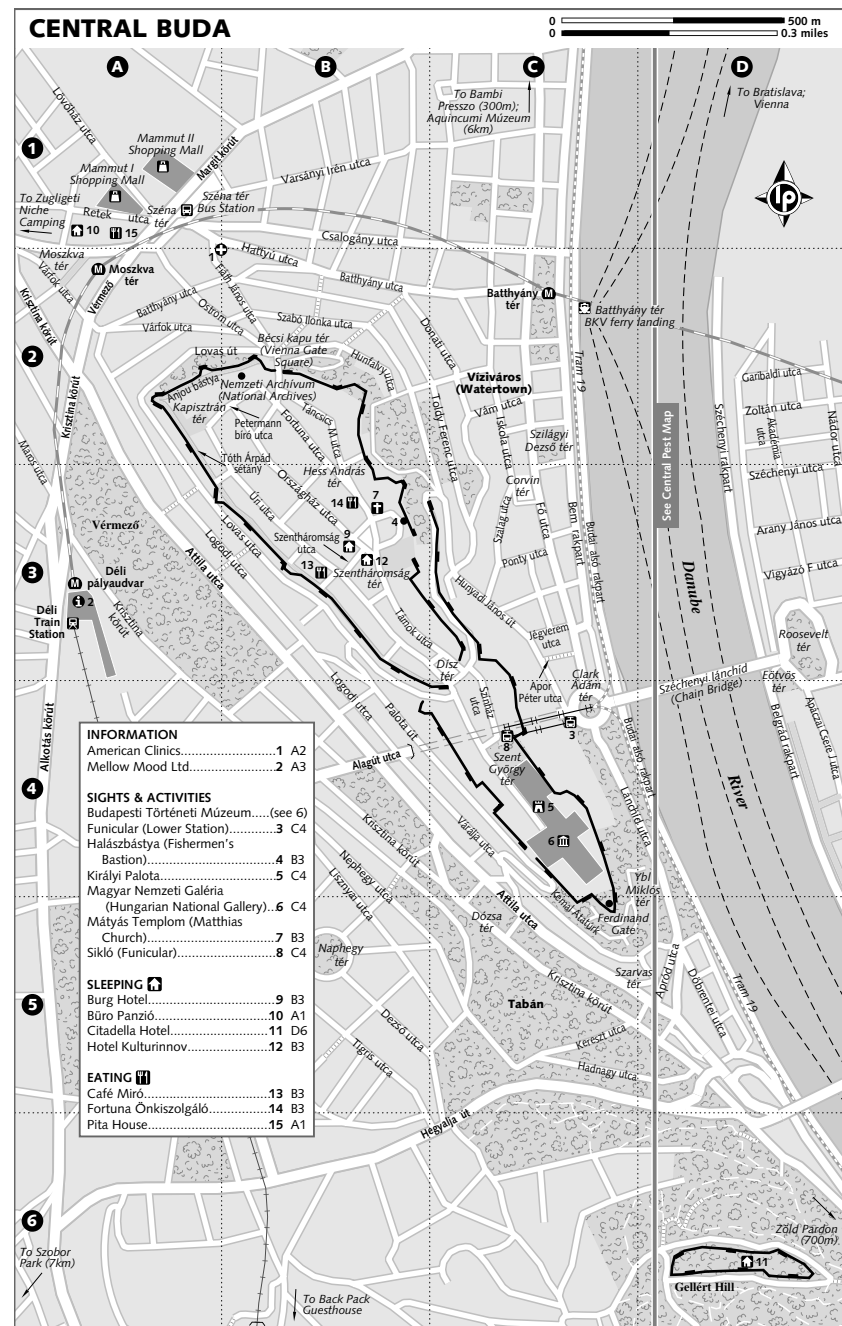 CENTRAL BUDA
0 500 m
0 0.3 miles
A
B
C
D
1
2
3
4
5
6
To Bambi
Presszo (300m);
Aquincumi Múzeum
(6km)
To Bratislava;
Vienna
lp
Lövőház utca
Mammut II
Shopping Mall
Mammut I
Shopping Mall
Margit körút
Varsányi Irén utca
To Zugligeti
Niche
Camping
Retek utca
Széna
tér
Széna tér
Bus Station
10
15
Csalogány utca
Moszkva
tér
M Moszkva
tér
1
Hattyú utca
Batthyány utca
Batthyány
tér
M
Batthyány tér
BKV ferry landing
Várfok utca
Vérmező
Krisztina körút
Batthyány utca
Ostrom utca
Szabó Ilonka utca
Donáti utca
Tram 19
Várfok utca
Bécsi kapu tér
(Vienna Gate
Square)
Lovas út
Hunfalvy utca
Anjou bástya
Nemzeti Archívum
(National Archives)
Kapisztrán
tér
Petermann
bíró utca
Fortuna utca
Táncsics M utca
Toldy Ferenc utca
Víziváros
(Watertown)
Vám utca
Iskola utca
Szilágyi
Dezső tér
Garibaldi utca
Zoltán utca
Akadémia
utca
Nádor utca
Széchenyi rakpart
Széchenyi utca
See Central Pest Map
Krisztina körút
Maros utca
Tóth Árpád
sétány
Hess András
tér
Országház utca
Úri utca
14
7
4
Corvin
tér
Fő utca
Bem rakpart
Budai alsó rakpart
Arany János utca
Vérmező
Lovas utca
Logodi utca
Attila utca
Szentháromság
utca
9
12
13
Szentháromság
tér
Ponty utca
Hunyadi János út
Vigyázó F utca
Danube
M Déli
pályaudvar
2
Déli
Train
Station
Krisztina
körút
Támok utca
Jégverem
utca
Roosevelt
tér
Dísz
tér
Apor
Péter utca
Clark
Ádám
tér
Széchenyi lánchíd
(Chain Bridge)
Eötvös
tér
Apáczai Csere J utca
Belgrád rakpart
Alkotás körút
Logodi utca
Palota út
Színház
utca
Alagút utca
8
3
Szent
György
tér
Budai alsó rakpart
Lánchíd utca
River
5
6
Krisztina körút
Váralja utca
Nephegy utca
Lisznyai utca
Ybl
Miklós
tér
Kemal Atatürk
Ferdinand
Gate
Attila utca
Dózsa
tér
Naphegy
tér
Szarvas
tér
Apród utca
Döbrentei utca
Tram 19
Krisztina körút
Tabán
Dezső utca
Tigris utca
Kereszt utca
Hadnagy utca
Hegyalja út
INFORMATION
American Clinics 1 A2
Mellow Mood Ltd 2 A3
SIGHTS & ACTIVITIES
Budapesti Történeti Múzeum (see 6)
Funicular (Lower Station) 3 C4
Halászbástya (Fishermen's
Bastion) 4 B3
Királyi Palota 5 C4
Magyar Nemzeti Galéria
(Hungarian National Gallery) 6 C4
Mátyás Templom (Matthias
Church) 7 B3
Sikló (Funicular) 8 C4
SLEEPING
Burg Hotel 9 B3
Büro Panzió 10 A1
Citadella Hotel 11 D6
Hotel Kulturinnov 12 B3
EATING
Café Miró 13 B3
Fortuna Önkiszolgáló 14 B3
Pita House 15 A1
To Szobor
Park (7km)
To Back Pack
Guesthouse
Zöld Pardon
(700m)
11
Gellért Hill